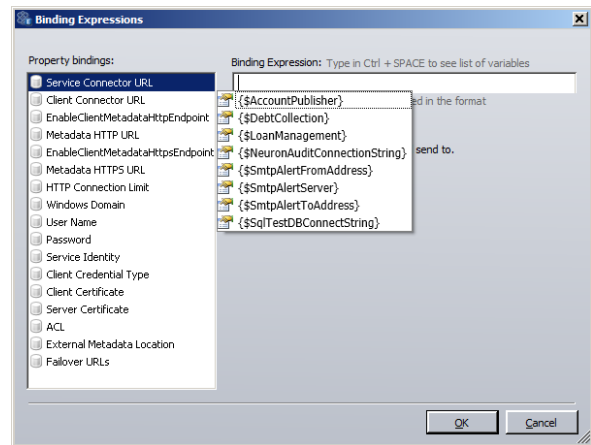 Binding Expressions
Property bindings:
Service Connector URL
Client Connector URL
EnableClientMetadataHttpEndpoint
Metadata HTTP URL
EnableClientMetadataHttpsEndpoint
Metadata HTTPS URL
HTTP Connection Limit
Windows Domain
User Name
Password
Service Identity
Client Credential Type
Client Certificate
Server Certificate
ACL
External Metadata Location
Failover URLs
Binding Expression: Type in Ctrl + SPACE to see list of variables
{$AccountPublisher}
ed in the format
{$DebtCollection}
{$LoanManagement}
{$NeuronAuditConnectionString}
send to.
{$SmtpAlertFromAddress}
{$SmtpAlertServer}
{$SmtpAlertToAddress}
{$SqlTestDBConnectString}
OK
Cancel